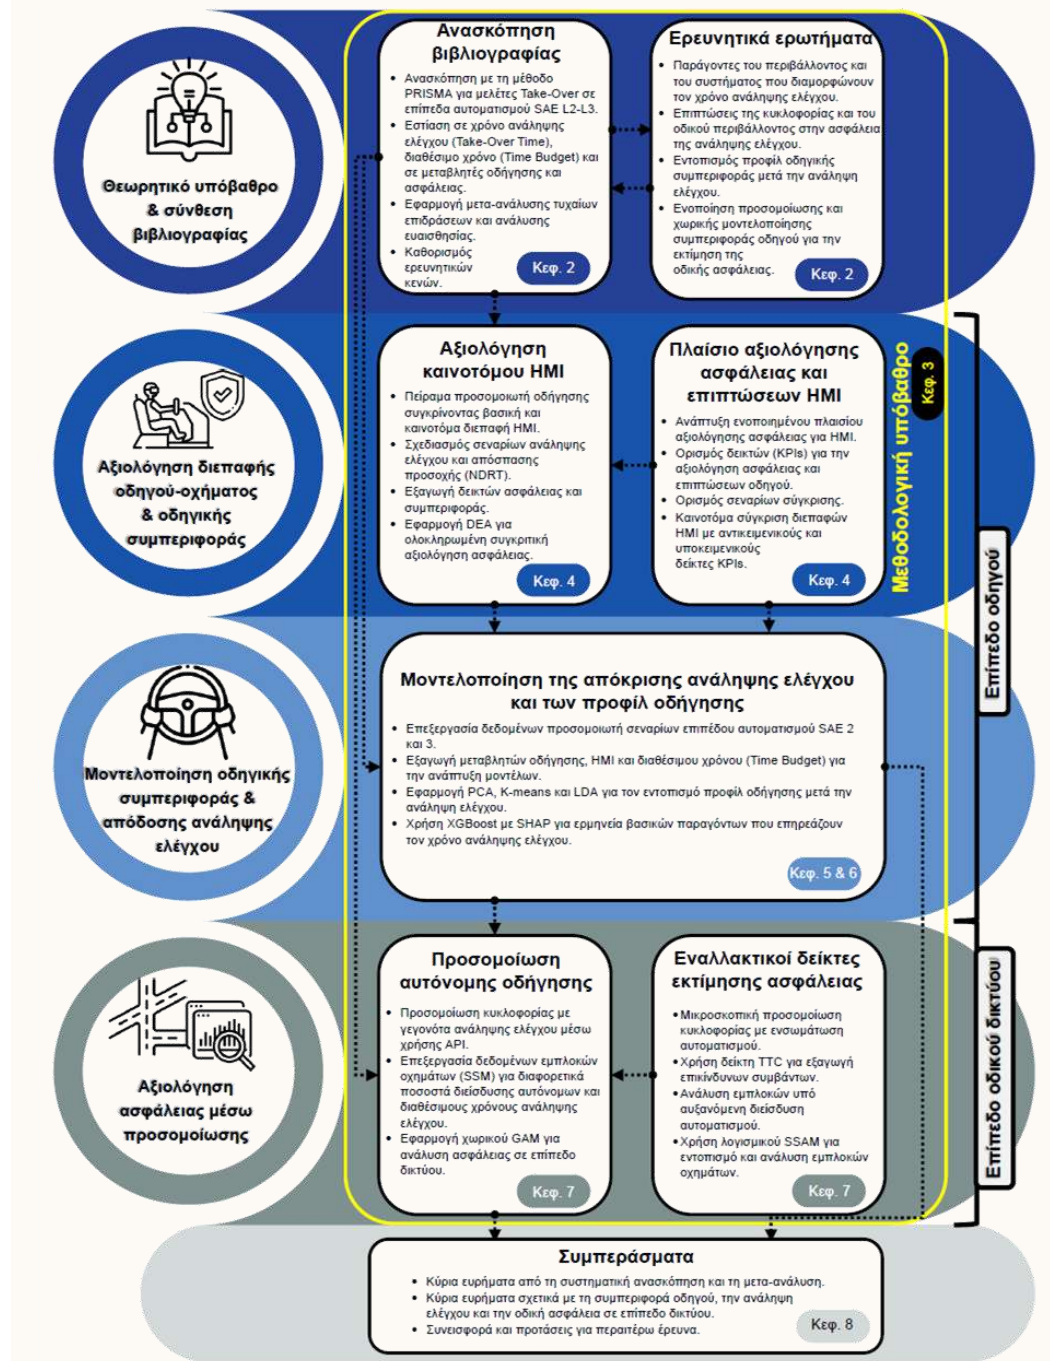 Θεωρητικό υπόβαθρο
& σύνθεση
βιβλιογραφίας
Ανασκόπηση
βιβλιογραφίας
• Ανασκόπηση με τη μέθοδο
PRISMA για μελέτες Take-Over σε
επίπεδα αυτοματισμού SAE L2-L3.
• Εστίαση σε χρόνο ανάληψης
ελέγχου (Take-Over Time),
διαθέσιμο χρόνο (Time Budget) και
σε μεταβλητές οδήγησης και
ασφάλειας.
• Εφαρμογή μετα-ανάλυσης τυχαίων
επιδράσεων και ανάλυσης
ευαισθησίας.
• Καθορισμός
ερευνητικών
κενών.
Κεφ. 2
Ερευνητικά ερωτήματα
• Παράγοντες του περιβάλλοντος και
του συστήματος που διαμορφώνουν
τον χρόνο ανάληψης ελέγχου.
• Επιπτώσεις της κυκλοφορίας και του
οδικού περιβάλλοντος στην ασφάλεια
της ανάληψης ελέγχου.
• Εντοπισμός προφίλ οδηγικής
συμπεριφοράς μετά την ανάληψη
ελέγχου.
• Ενοποίηση προσομοίωσης και
χωρικής μοντελοποίησης
συμπεριφοράς οδηγού για την
εκτίμηση της
οδικής ασφάλειας.
Κεφ. 2
Αξιολόγηση διεπαφής
οδηγού-οχήματος
& οδηγικής
συμπεριφοράς
Αξιολόγηση
καινοτόμου HMI
• Πείραμα προσομοιωτή οδήγησης
συγκρίνοντας βασική και
καινοτόμα διεπαφή HMI.
• Σχεδιασμός σεναρίων ανάληψης
ελέγχου και απόσπασης
προσοχής (NDRT).
• Εξαγωγή δεικτών ασφάλειας και
συμπεριφοράς.
• Εφαρμογή DEA για
ολοκληρωμένη συγκριτική
αξιολόγηση ασφάλειας.
Κεφ. 4
Πλαίσιο αξιολόγησης
ασφάλειας και
επιπτώσεων HMI
• Ανάπτυξη ενοποιημένου πλαισίου
αξιολόγησης ασφάλειας για HMI.
• Ορισμός δεικτών (KPIs) για την
αξιολόγηση ασφάλειας και
επιπτώσεων οδηγού.
• Ορισμός σεναρίων σύγκρισης.
• Καινοτόμα σύγκριση διεπαφών
HMI με αντικειμενικούς και
υποκειμενικούς
δείκτες KPIs.
Κεφ. 4
Μεθοδολογική υπόβαθρο
Κεφ. 3
Επίπεδο οδηγού
Μοντελοποίηση οδηγικής
συμπεριφοράς &
απόδοσης ανάληψης
ελέγχου
Μοντελοποίηση της απόκρισης ανάληψης ελέγχου
και των προφίλ οδήγησης
• Επεξεργασία δεδομένων προσομοιωτή σεναρίων επιπέδου αυτοματισμού SAE 2
και 3.
• Εξαγωγή μεταβλητών οδήγησης, HMI και διαθέσιμου χρόνου (Time Budget) για
την ανάπτυξη μοντέλων.
• Εφαρμογή PCA, K-means και LDA για τον εντοπισμό προφίλ οδήγησης μετά την
ανάληψη ελέγχου.
• Χρήση XGBoost με SHAP για ερμηνεία βασικών παραγόντων που επηρεάζουν
τον χρόνο ανάληψης ελέγχου.
Κεφ. 5 & 6
Αξιολόγηση
ασφάλειας μέσω
προσομοίωσης
Προσομοίωση
αυτόνομης οδήγησης
• Προσομοίωση κυκλοφορίας με
γεγονότα ανάληψης ελέγχου μέσω
χρήσης API.
• Επεξεργασία δεδομένων εμπλοκών
οχημάτων (SSM) για διαφορετικά
ποσοστά διείσδυσης αυτόνομων και
διαθέσιμους χρόνους ανάληψης
ελέγχου.
• Εφαρμογή χωρικού GAM για
ανάλυση ασφάλειας σε επίπεδο
δικτύου.
Κεφ. 7
Εναλλακτικοί δείκτες
εκτίμησης ασφάλειας
• Μικροσκοπική προσομοίωση
κυκλοφορίας με ενσωμάτωση
αυτοματισμού.
• Χρήση δείκτη TTC για εξαγωγή
επικίνδυνων συμβάντων.
• Ανάλυση εμπλοκών υπό
αυξανόμενη διείσδυση
αυτοματισμού.
• Χρήση λογισμικού SSAM για
εντοπισμό και ανάλυση εμπλοκών
οχημάτων.
Κεφ. 7
Επίπεδο οδικού δικτύου
Συμπεράσματα
• Κύρια ευρήματα από τη συστηματική ανασκόπηση και τη μετα-ανάλυση.
• Κύρια ευρήματα σχετικά με τη συμπεριφορά οδηγού, την ανάληψη
ελέγχου και την οδική ασφάλεια σε επίπεδο δικτύου.
• Συνεισφορά και προτάσεις για περαιτέρω έρευνα.
Κεφ. 8